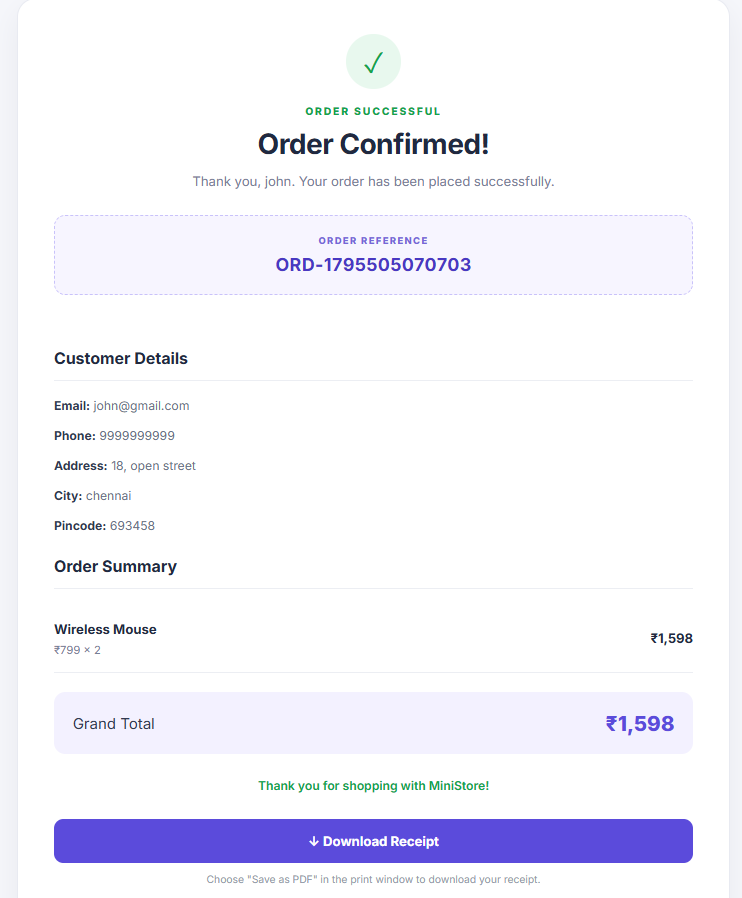 ✓
ORDER SUCCESSFUL
Order Confirmed!
Thank you, john. Your order has been placed successfully.
ORDER REFERENCE
ORD-1795505070703
Customer Details
Email: john@gmail.com
Phone: 9999999999
Address: 18, open street
City: chennai
Pincode: 693458
Order Summary
Wireless Mouse
₹799 × 2
₹1,598
Grand Total ₹1,598
Thank you for shopping with MiniStore!
↓ Download Receipt
Choose "Save as PDF" in the print window to download your receipt.